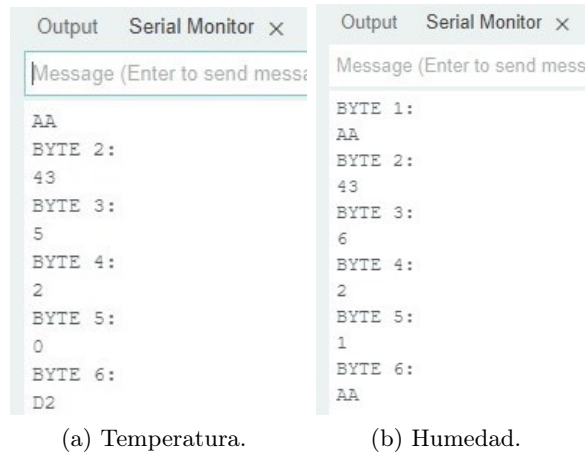 Output Serial Monitor ×
Message (Enter to send messa
AA
BYTE 2:
43
BYTE 3:
5
BYTE 4:
2
BYTE 5:
0
BYTE 6:
D2
(a) Temperatura.
Output Serial Monitor ×
Message (Enter to send mess
BYTE 1:
AA
BYTE 2:
43
BYTE 3:
6
BYTE 4:
2
BYTE 5:
1
BYTE 6:
AA
(b) Humedad.